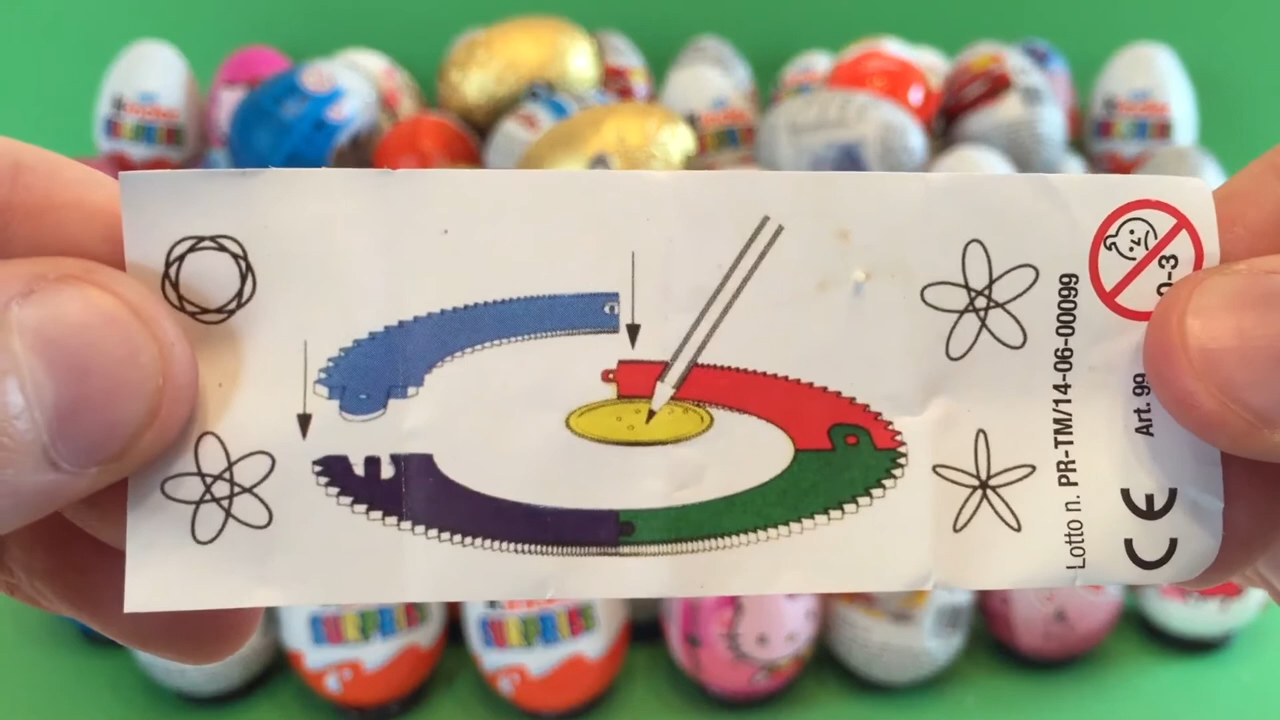 kinder
SURPRISE
kinder
SURPRISE
0-3
Lotto n. PR-TM/14-06-00099
Art. 99
CE
SURPRISE
SURPRISE